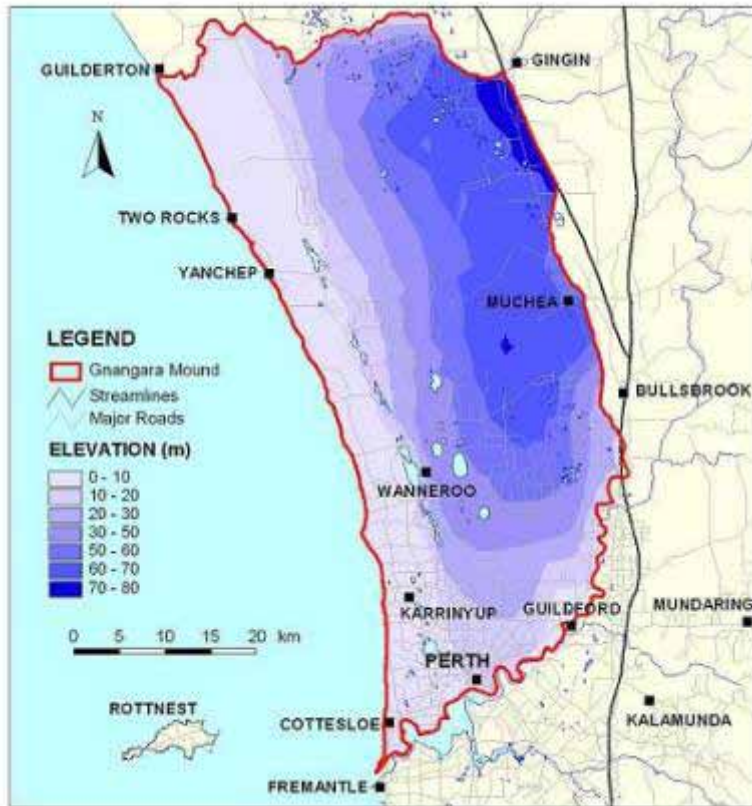 GUILDERTON
GINGIN
N
TWO ROCKS
YANCHEP
MUCHEA
LEGEND
Gnangara Mound
Streamlines
Major Roads
BULLSBROOK
ELEVATION (m)
0 - 10
10 - 20
20 - 30
30 - 50
50 - 60
60 - 70
70 - 80
WANNEROO
KARRINYUP
GUILDFORD
MUNDARING
0 5 10 20 km
PERTH
ROTTNEST
COTTESLOE
KALAMUNDA
FREMANTLE